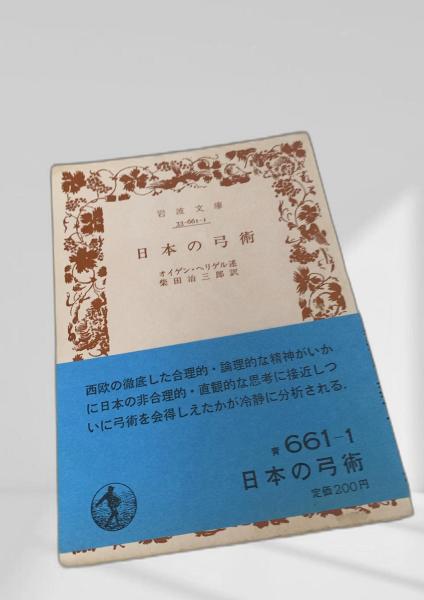 岩波文庫
33-661-1
日本の弓術
オイゲン・ヘリゲル述
柴田治三郎訳
西欧の徹底した合理的・論理的な精神がいか
に日本の非合理的・直観的な思考に接近しつ
いに弓術を会得しえたかが冷静に分析される.
青 661-1
日本の弓術
定価200円